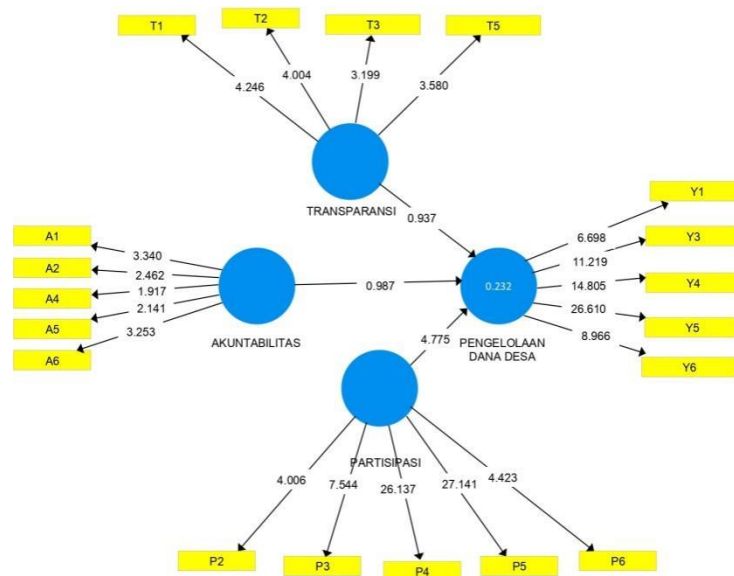 T1
T2
T3
T5
4.246
4.004
3.199
3.580
TRANSPARANSI
0.937
A1
A2
A4
A5
A6
3.340
2.462
1.917
2.141
3.253
AKUNTABILITAS
0.987
0.232
PENGELOLAAN
DANA DESA
Y1
Y3
Y4
Y5
Y6
6.698
11.219
14.805
26.610
8.966
4.775
PARTISIPASI
4.006
7.544
26.137
27.141
4.423
P2
P3
P4
P5
P6